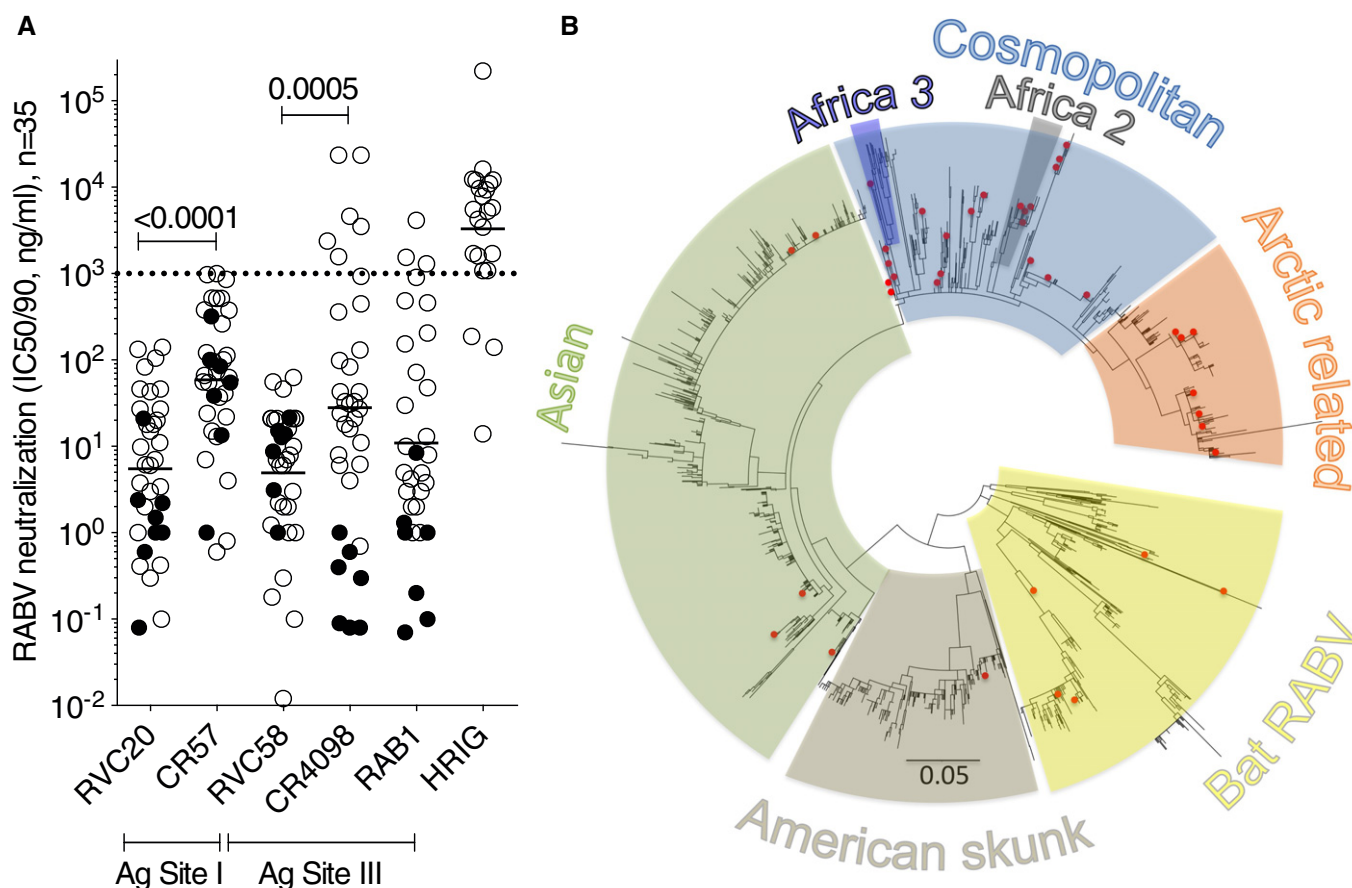 A
RABV neutralization (IC50/90, ng/ml), n=35
10^5
10^4
10^3
10^2
10^1
10^0
10^-1
10^-2
<0.0001
0.0005
RVC20
CR57
RVC58
CR4098
RAB1
HRIG
Ag Site I
Ag Site III
B
Africa 3
Cosmopolitan
Africa 2
Arctic related
Asian
Bat RABV
American skunk
0.05